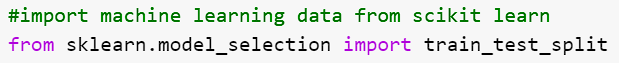 #import machine learning data from scikit learn
from sklearn.model_selection import train_test_split